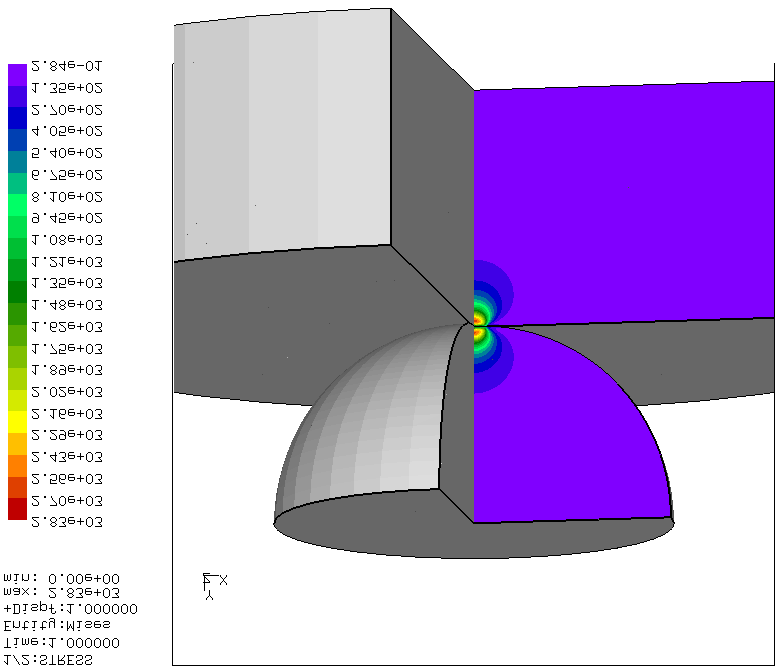 2.84e-01
1.35e+02
2.70e+02
4.05e+02
5.40e+02
6.75e+02
8.10e+02
9.45e+02
1.08e+03
1.21e+03
1.35e+03
1.48e+03
1.62e+03
1.75e+03
1.89e+03
2.02e+03
2.16e+03
2.29e+03
2.43e+03
2.56e+03
2.70e+03
2.83e+03
min: 0.00e+00
max: 2.83e+03
+Dispf:1.000000
Entity:Mises
Time:1.000000
1/2:STRESS
Z X
Y